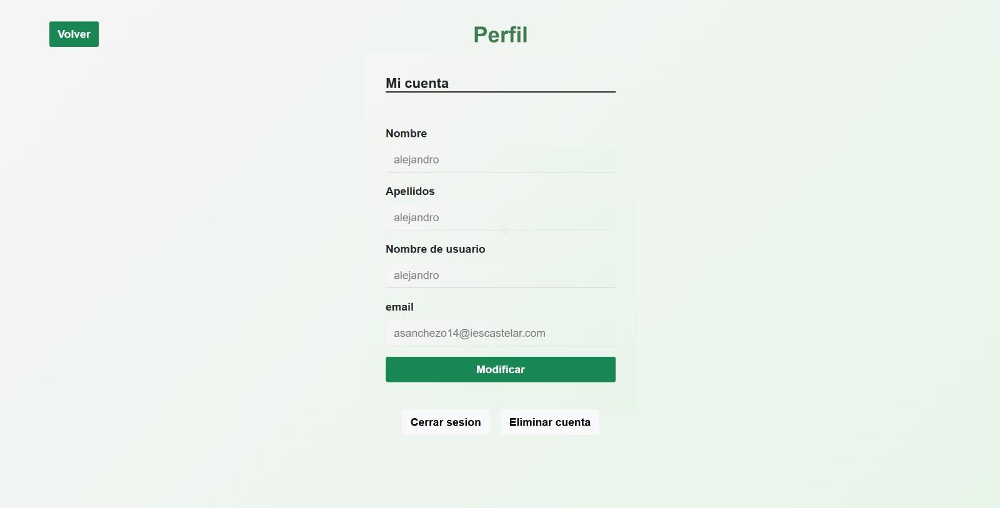 Volver
Perfil
Mi cuenta
Nombre
alejandro
Apellidos
alejandro
Nombre de usuario
alejandro
email
asanchezo14@iescastelar.com
Modificar
Cerrar sesion
Eliminar cuenta